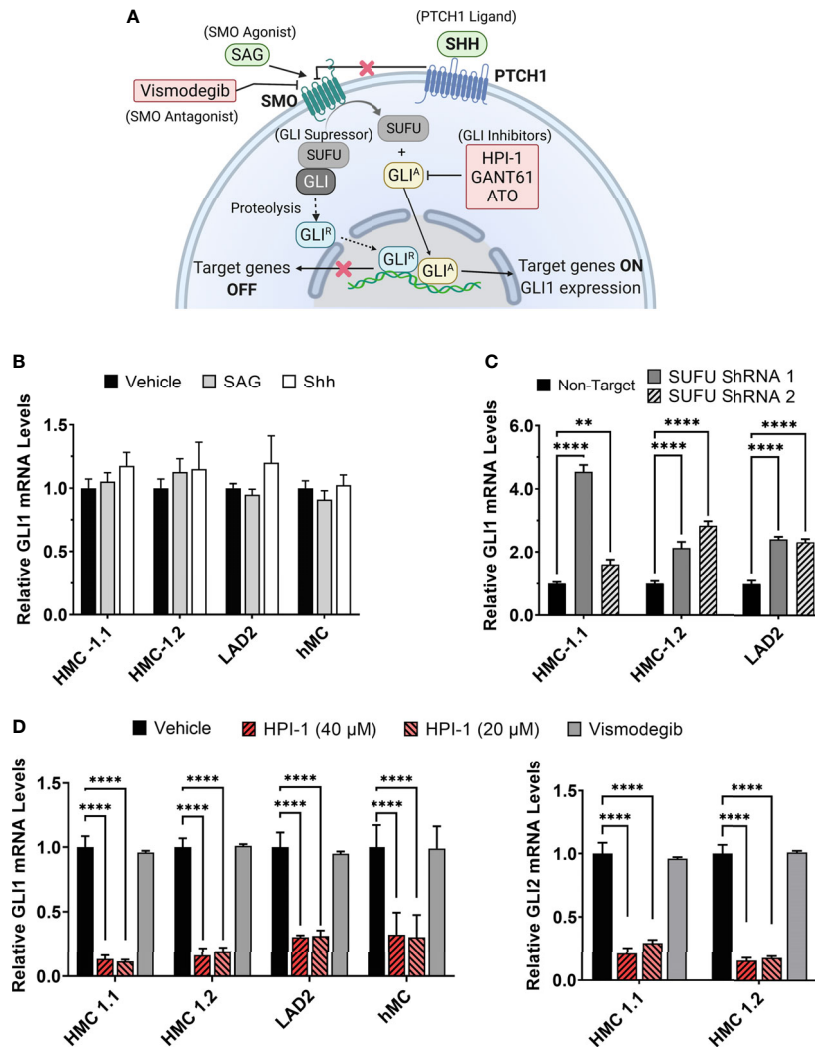 A
(SMO Agonist)
SAG
(PTCH1 Ligand)
SHH
Vismodegib
(SMO Antagonist)
SMO
PTCH1
(GLI Supressor)
SUFU
GLI
SUFU
+
GLIA
(GLI Inhibitors)
HPI-1
GANT61
ATO
Proteolysis
GLIR
Target genes
OFF
GLIR
GLIA
Target genes ON
GLI1 expression
B
Vehicle SAG Shh
Relative GLI1 mRNA Levels
1.5
1.0
0.5
0.0
HMC -1.1
HMC-1.2
LAD2
hMC
C
Non-Target
SUFU ShRNA 1
SUFU ShRNA 2
Relative GLI1 mRNA Levels
6.0
4.0
2.0
0.0
**
****
****
****
****
****
HMC-1.1
HMC-1.2
LAD2
D
Vehicle HPI-1 (40 µM) HPI-1 (20 µM) Vismodegib
Relative GLI1 mRNA Levels
1.5
1.0
0.5
0.0
****
****
****
****
****
****
****
****
HMC 1.1
HMC 1.2
LAD2
hMC
Relative GLI2 mRNA Levels
1.5
1.0
0.5
0.0
****
****
****
****
HMC 1.1
HMC 1.2